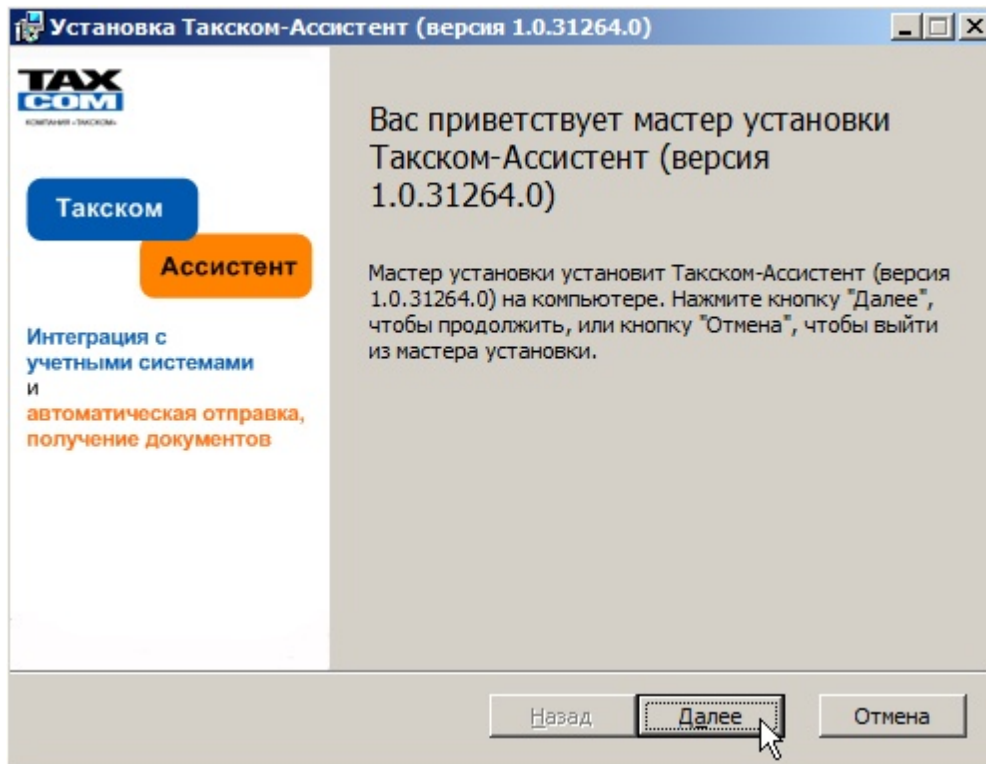 Установка Такском-Ассистент (версия 1.0.31264.0)
TAX
COM
КОМПАНИЯ «ТАКСКОМ»
Такском
Ассистент
Интеграция с
учетными системами
и
автоматическая отправка,
получение документов
Вас приветствует мастер установки
Такском-Ассистент (версия
1.0.31264.0)
Мастер установки установит Такском-Ассистент (версия
1.0.31264.0) на компьютере. Нажмите кнопку "Далее",
чтобы продолжить, или кнопку "Отмена", чтобы выйти
из мастера установки.
Назад
Далее
Отмена